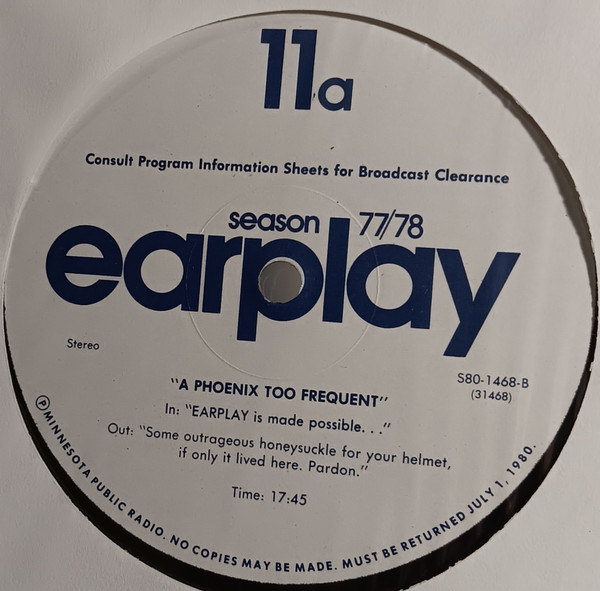 11a
Consult Program Information Sheets for Broadcast Clearance
season 77/78
earplay
Stereo
S80-1468-B
(31468)
"A PHOENIX TOO FREQUENT"
In: "EARPLAY is made possible. . ."
Out: "Some outrageous honeysuckle for your helmet,
if only it lived here. Pardon."
Time: 17:45
Ⓟ MINNESOTA PUBLIC RADIO. NO COPIES MAY BE MADE. MUST BE RETURNED JULY 1, 1980.